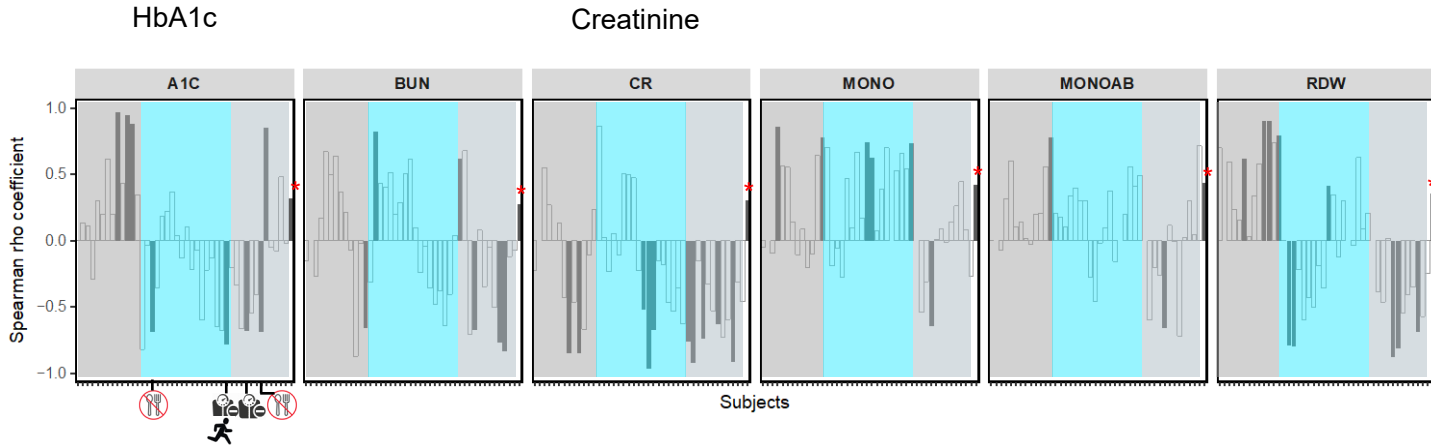 HbA1c
Creatinine
A1C
BUN
CR
MONO
MONOAB
RDW
Spearman rho coefficient
1.0
0.5
0.0
−0.5
−1.0
*
*
*
*
*
*
Subjects